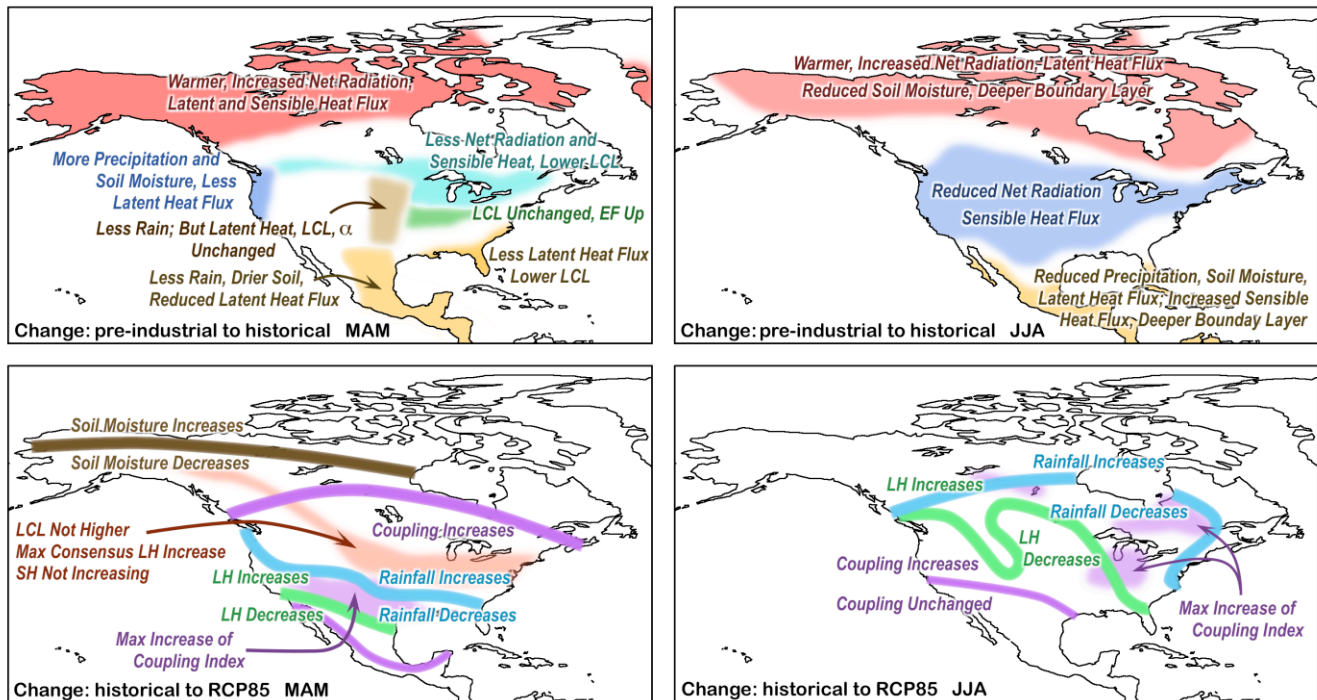 Warmer, Increased Net Radiation,
Latent and Sensible Heat Flux
More Precipitation and
Soil Moisture, Less
Latent Heat Flux
Less Net Radiation and
Sensible Heat, Lower LCL
LCL Unchanged, EF Up
Less Rain; But Latent Heat, LCL, α
Unchanged
Less Latent Heat Flux
Lower LCL
Less Rain, Drier Soil,
Reduced Latent Heat Flux
Change: pre-industrial to historical MAM
Warmer, Increased Net Radiation, Latent Heat Flux
Reduced Soil Moisture, Deeper Boundary Layer
Reduced Net Radiation
Sensible Heat Flux
Reduced Precipitation, Soil Moisture,
Latent Heat Flux; Increased Sensible
Heat Flux, Deeper Bounday Layer
Change: pre-industrial to historical JJA
Soil Moisture Increases
Soil Moisture Decreases
LCL Not Higher
Max Consensus LH Increase
SH Not Increasing
Coupling Increases
LH Increases
Rainfall Increases
LH Decreases
Rainfall Decreases
Max Increase of
Coupling Index
Change: historical to RCP85 MAM
Rainfall Increases
LH Increases
Rainfall Decreases
LH
Decreases
Coupling Increases
Coupling Unchanged
Max Increase of
Coupling Index
Change: historical to RCP85 JJA